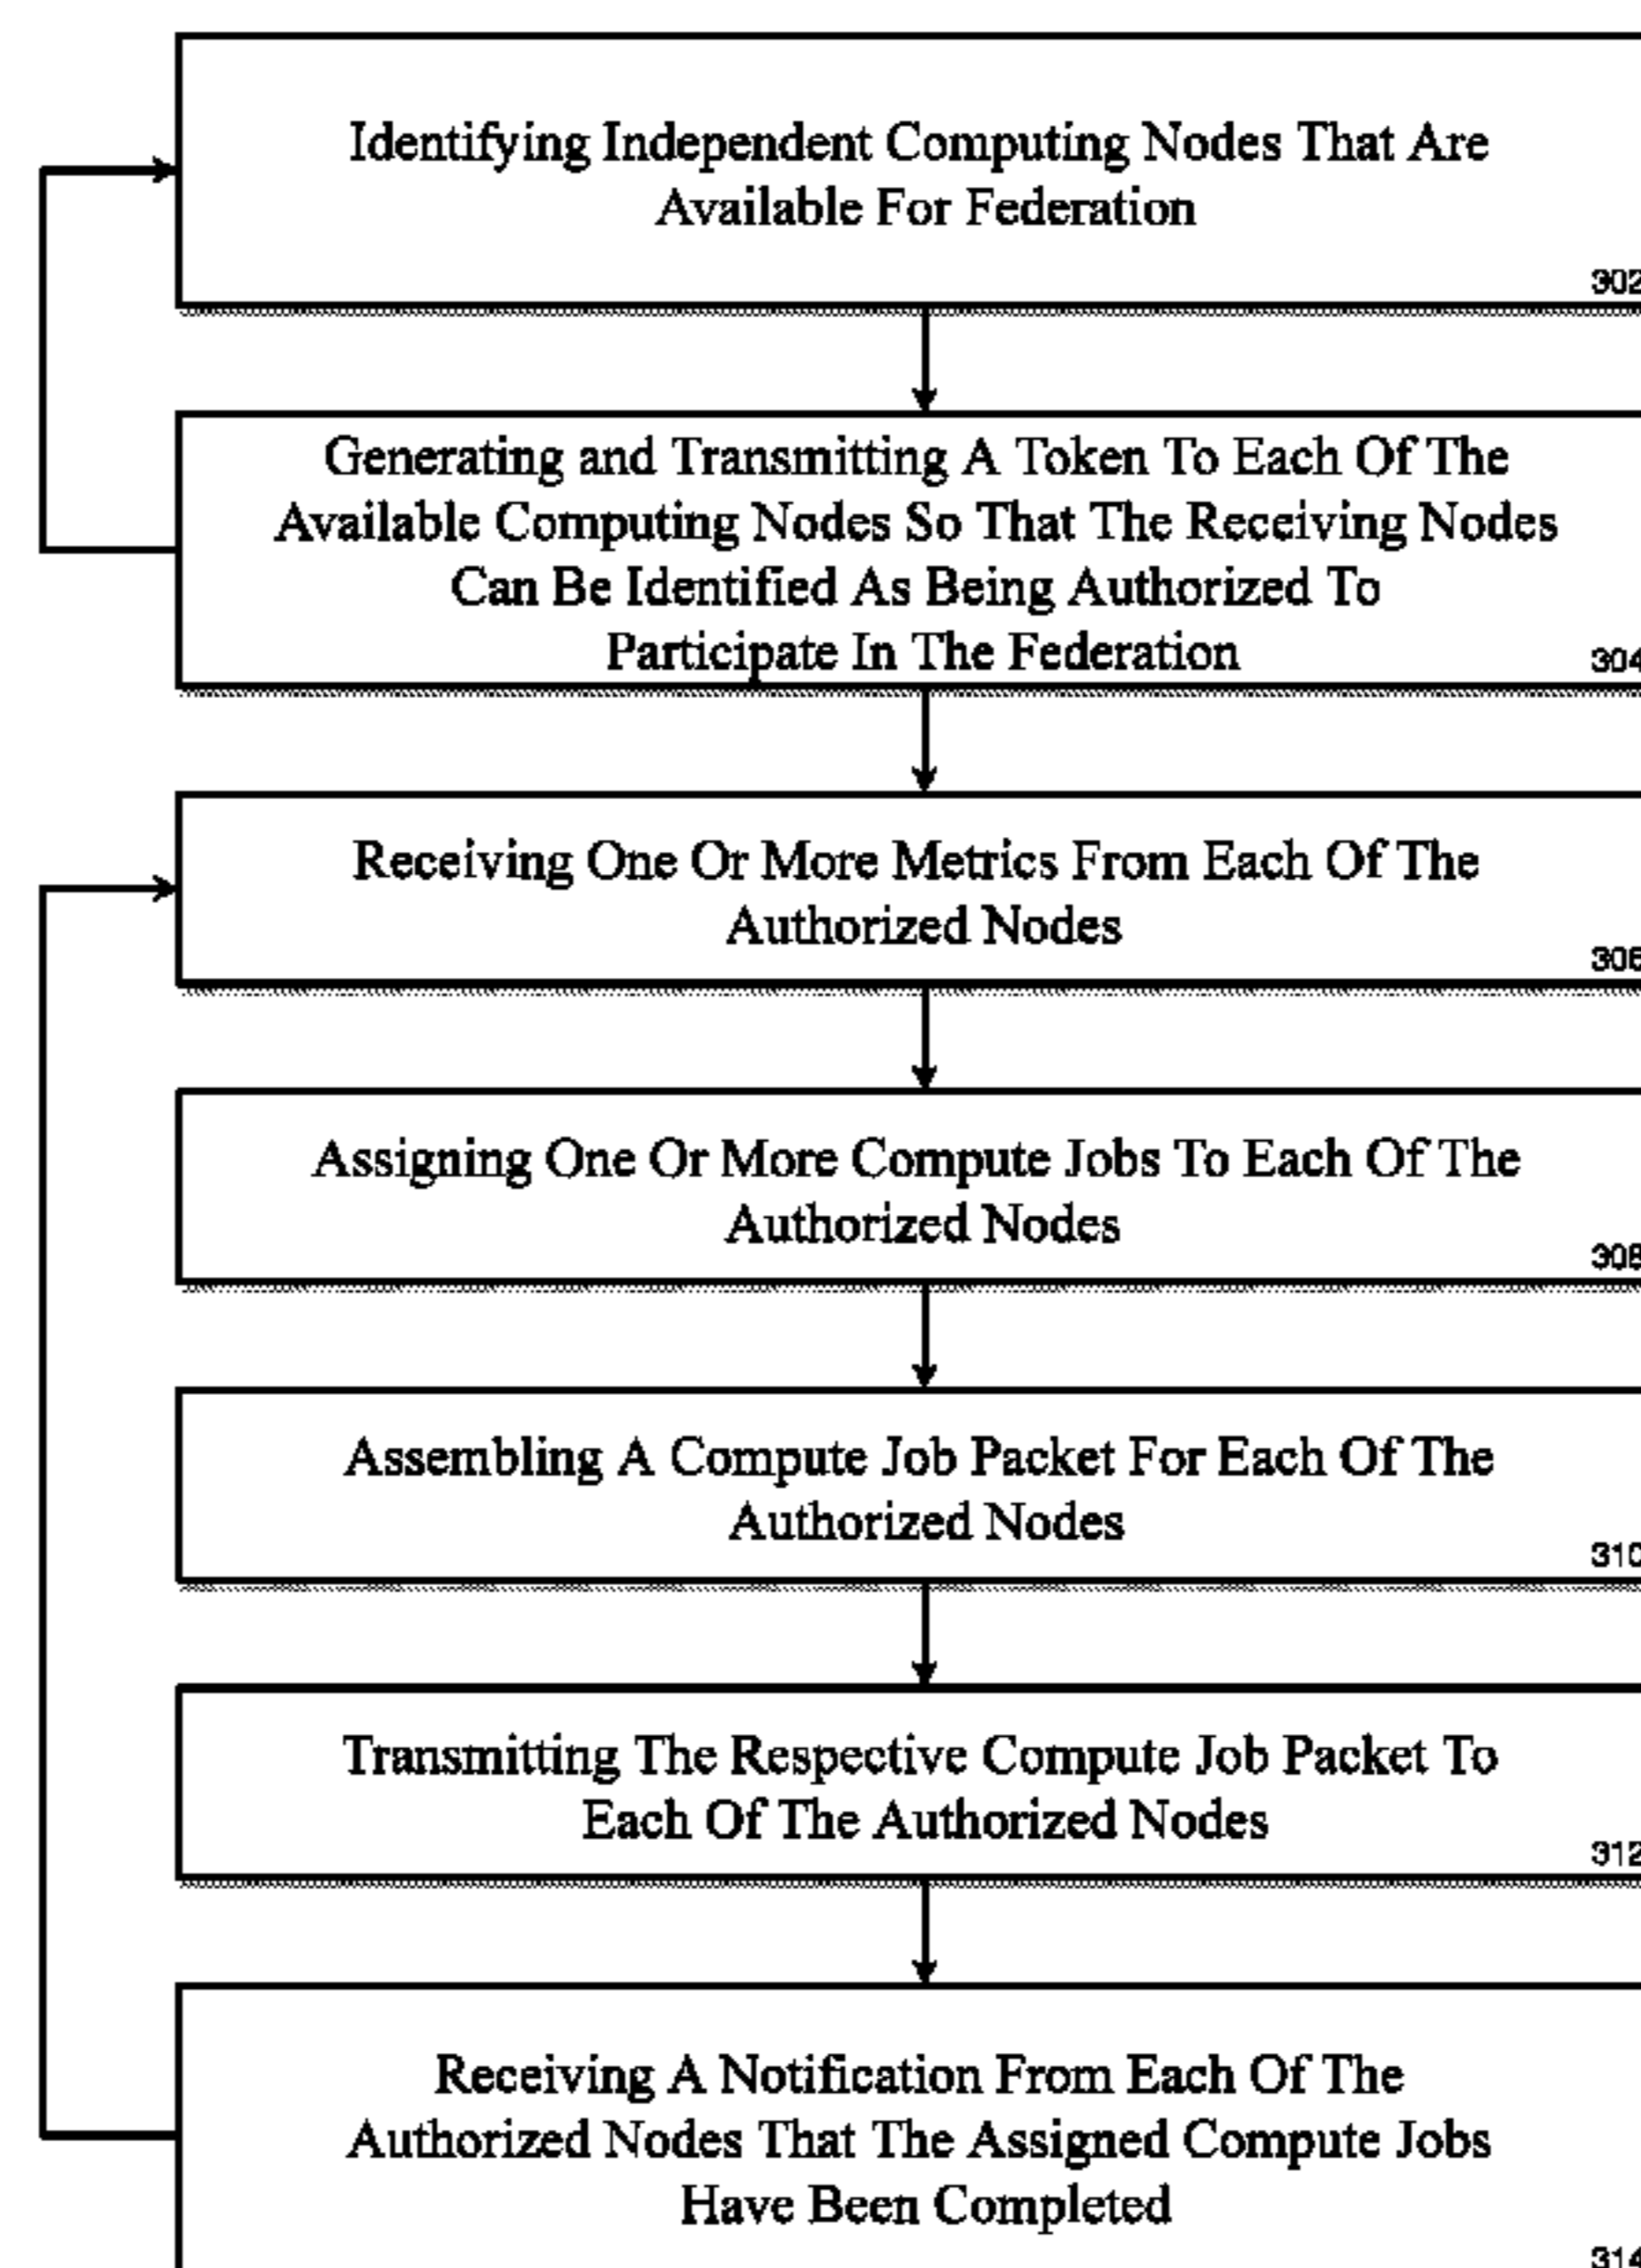 Identifying Independent Computing Nodes That Are
Available For Federation
302
Generating and Transmitting A Token To Each Of The
Available Computing Nodes So That The Receiving Nodes
Can Be Identified As Being Authorized To
Participate In The Federation
304
Receiving One Or More Metrics From Each Of The
Authorized Nodes
306
Assigning One Or More Compute Jobs To Each Of The
Authorized Nodes
308
Assembling A Compute Job Packet For Each Of The
Authorized Nodes
310
Transmitting The Respective Compute Job Packet To
Each Of The Authorized Nodes
312
Receiving A Notification From Each Of The
Authorized Nodes That The Assigned Compute Jobs
Have Been Completed
314